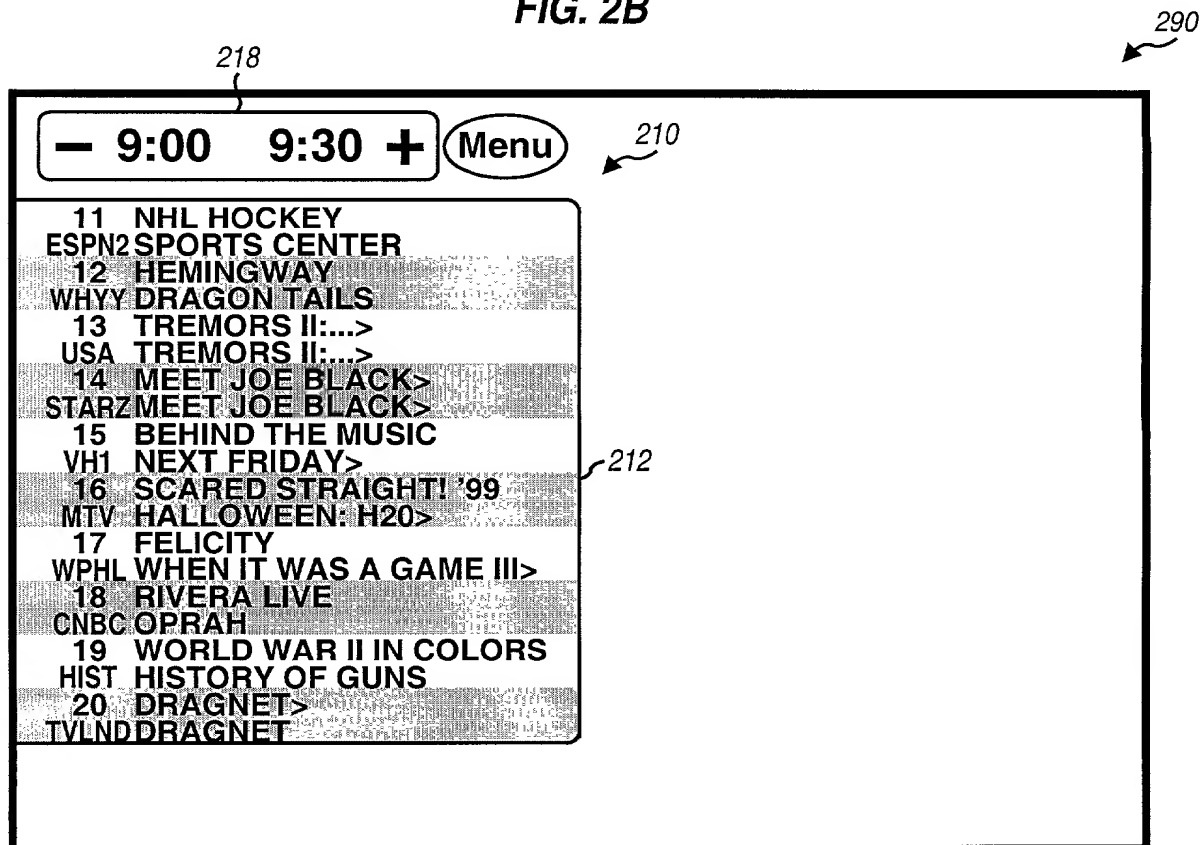 FIG. 2B
290
218
− 9:00 9:30 + Menu
210
11 NHL HOCKEY
ESPN2 SPORTS CENTER
12 HEMINGWAY
WHYY DRAGON TAILS
13 TREMORS II:...>
USA TREMORS II:...>
14 MEET JOE BLACK>
STARZ MEET JOE BLACK>
15 BEHIND THE MUSIC
VH1 NEXT FRIDAY>
212
16 SCARED STRAIGHT! '99
MTV HALLOWEEN: H20>
17 FELICITY
WPHL WHEN IT WAS A GAME III>
18 RIVERA LIVE
CNBC OPRAH
19 WORLD WAR II IN COLORS
HIST HISTORY OF GUNS
20 DRAGNET>
TVLND DRAGNET